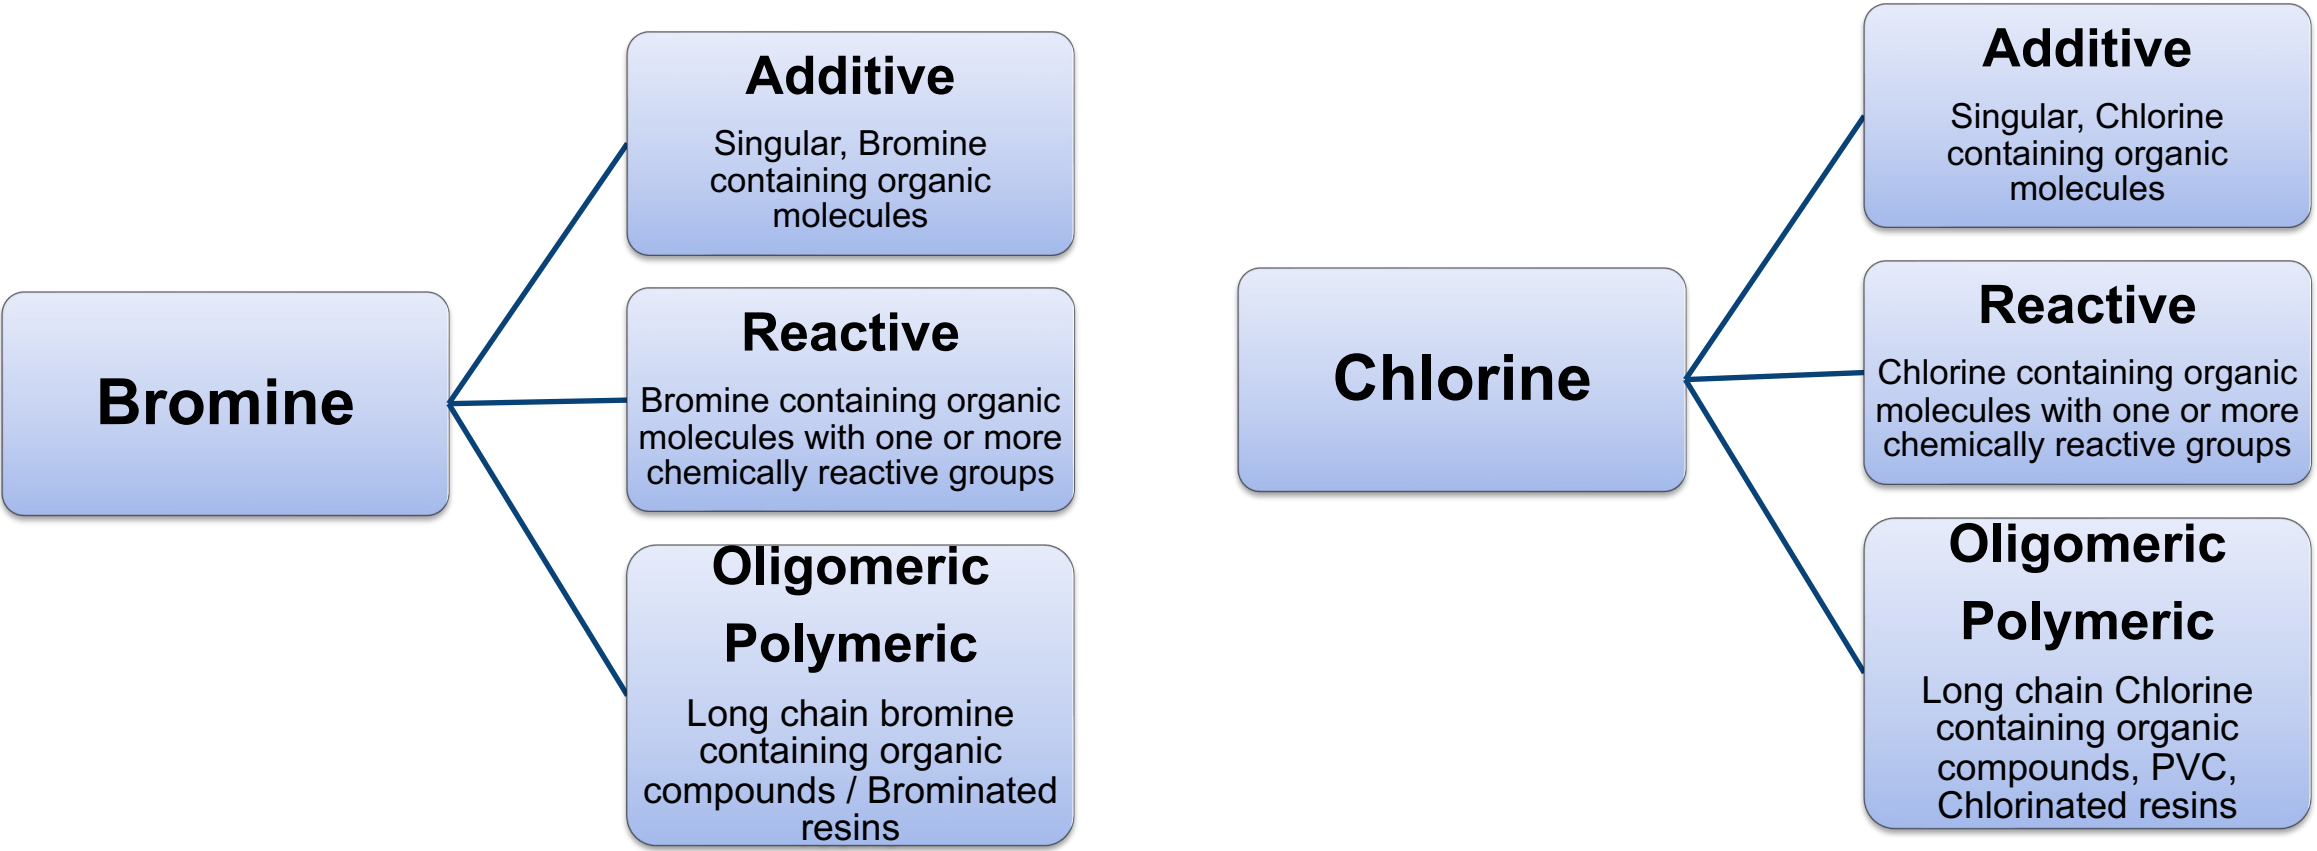 Bromine
Additive
Singular, Bromine
containing organic
molecules
Reactive
Bromine containing organic
molecules with one or more
chemically reactive groups
Oligomeric
Polymeric
Long chain bromine
containing organic
compounds / Brominated
resins
Chlorine
Additive
Singular, Chlorine
containing organic
molecules
Reactive
Chlorine containing organic
molecules with one or more
chemically reactive groups
Oligomeric
Polymeric
Long chain Chlorine
containing organic
compounds, PVC,
Chlorinated resins